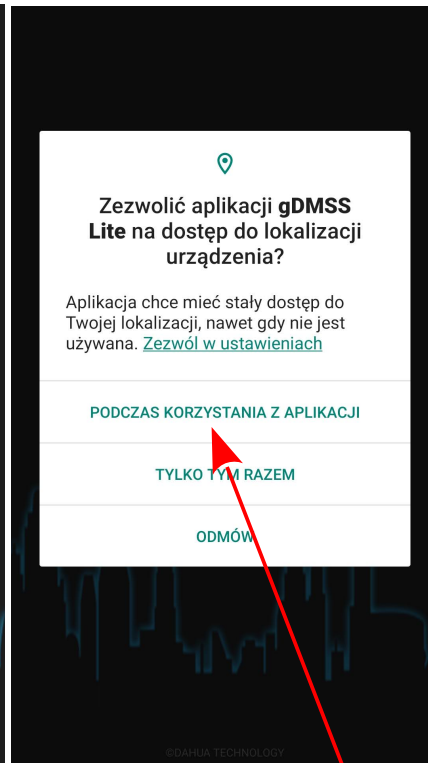 Zezwolić aplikacji gDMSS
Lite na dostęp do lokalizacji
urządzenia?
Aplikacja chce mieć stały dostęp do
Twojej lokalizacji, nawet gdy nie jest
używana. Zezwól w ustawieniach
PODCZAS KORZYSTANIA Z APLIKACJI
TYLKO TYM RAZEM
ODMÓW
©DAHUA TECHNOLOGY